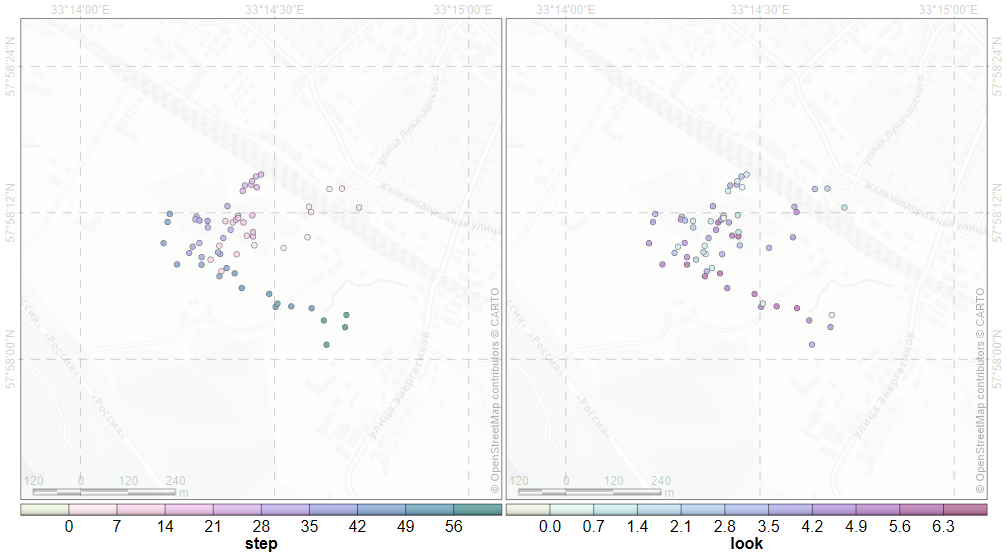 33°14'00"E 33°14'30"E 33°15'00"E 33°14'00"E 33°14'30"E 33°15'00"E
57°58'24"N 57°58'24"N
улица Луначарского улица Луначарского
Железнодорожная улица Железнодорожная улица
57°58'12"N 57°58'12"N
Россия» «Россия» Россия» «Россия»
57°58'00"N 57°58'00"N
«Россия» «Россия»
улица Энергетиков улица Энергетиков
© OpenStreetMap contributors © CARTO © OpenStreetMap contributors © CARTO
120 0 120 240 120 0 120 240
m m
0 7 14 21 28 35 42 49 56 0.0 0.7 1.4 2.1 2.8 3.5 4.2 4.9 5.6 6.3
step look